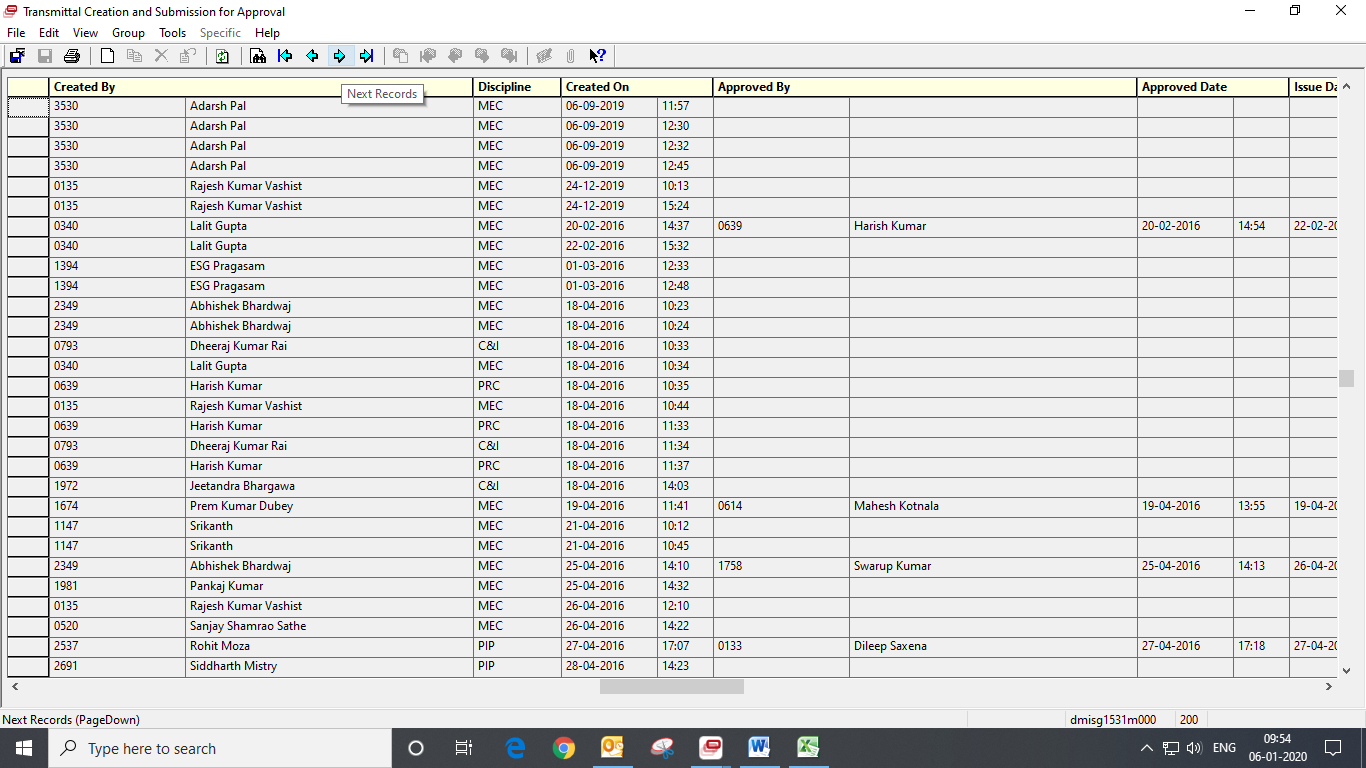 Transmittal Creation and Submission for Approval
File Edit View Group Tools Specific Help
Created By Discipline Created On Approved By Approved Date Issue Da
Next Records
3530 Adarsh Pal MEC 06-09-2019 11:57
3530 Adarsh Pal MEC 06-09-2019 12:30
3530 Adarsh Pal MEC 06-09-2019 12:32
3530 Adarsh Pal MEC 06-09-2019 12:45
0135 Rajesh Kumar Vashist MEC 24-12-2019 10:13
0135 Rajesh Kumar Vashist MEC 24-12-2019 15:24
0340 Lalit Gupta MEC 20-02-2016 14:37 0639 Harish Kumar 20-02-2016 14:54 22-02-20
0340 Lalit Gupta MEC 22-02-2016 15:32
1394 ESG Pragasam MEC 01-03-2016 12:33
1394 ESG Pragasam MEC 01-03-2016 12:48
2349 Abhishek Bhardwaj MEC 18-04-2016 10:23
2349 Abhishek Bhardwaj MEC 18-04-2016 10:24
0793 Dheeraj Kumar Rai C&I 18-04-2016 10:33
0340 Lalit Gupta MEC 18-04-2016 10:34
0639 Harish Kumar PRC 18-04-2016 10:35
0135 Rajesh Kumar Vashist MEC 18-04-2016 10:44
0639 Harish Kumar PRC 18-04-2016 11:33
0793 Dheeraj Kumar Rai C&I 18-04-2016 11:34
0639 Harish Kumar PRC 18-04-2016 11:37
1972 Jeetandra Bhargawa C&I 18-04-2016 14:03
1674 Prem Kumar Dubey MEC 19-04-2016 11:41 0614 Mahesh Kotnala 19-04-2016 13:55 19-04-20
1147 Srikanth MEC 21-04-2016 10:12
1147 Srikanth MEC 21-04-2016 10:45
2349 Abhishek Bhardwaj MEC 25-04-2016 14:10 1758 Swarup Kumar 25-04-2016 14:13 26-04-20
1981 Pankaj Kumar MEC 25-04-2016 14:32
0135 Rajesh Kumar Vashist MEC 26-04-2016 12:10
0520 Sanjay Shamrao Sathe MEC 26-04-2016 14:22
2537 Rohit Moza PIP 27-04-2016 17:07 0133 Dileep Saxena 27-04-2016 17:18 27-04-20
2691 Siddharth Mistry PIP 28-04-2016 14:23
Next Records (PageDown) dmisg1531m000 200
Type here to search ENG 09:54
06-01-2020